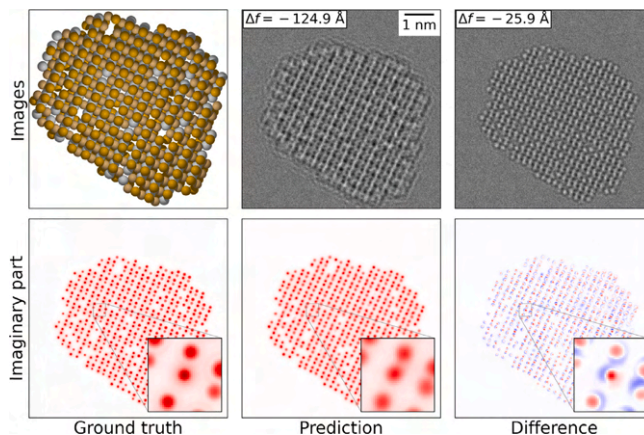 Images
Δf = −124.9 Å
1 nm
Δf = −25.9 Å
Imaginary part
Ground truth
Prediction
Difference